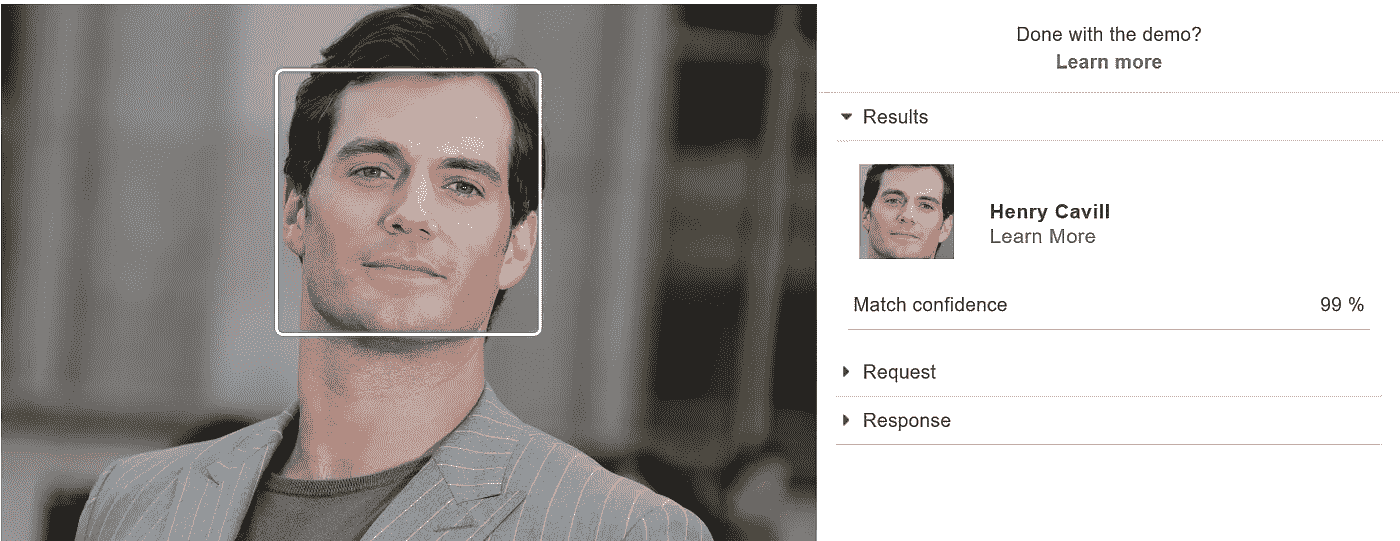 Done with the demo?
Learn more
Results
Henry Cavill
Learn More
Match confidence 99 %
Request
Response